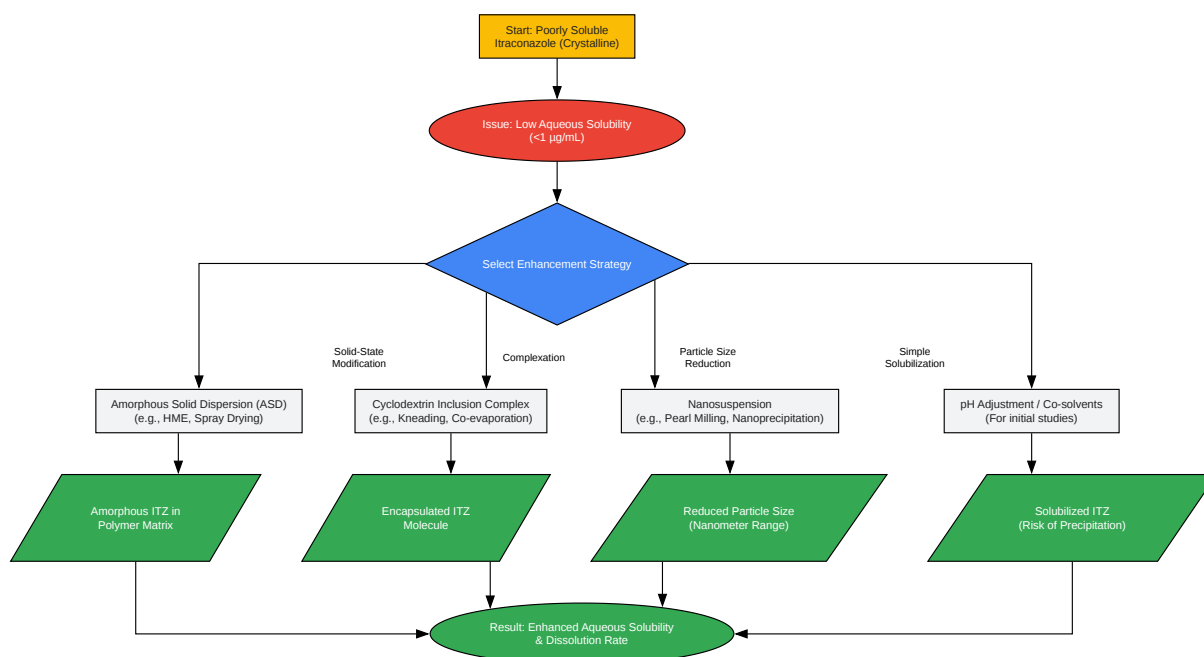 Start: Poorly Soluble
Itraconazole (Crystalline)
Issue: Low Aqueous Solubility
(<1 µg/mL)
Select Enhancement Strategy
Solid-State
Modification
Complexation
Particle Size
Reduction
Simple
Solubilization
Amorphous Solid Dispersion (ASD)
(e.g., HME, Spray Drying)
Cyclodextrin Inclusion Complex
(e.g., Kneading, Co-evaporation)
Nanosuspension
(e.g., Pearl Milling, Nanoprecipitation)
pH Adjustment / Co-solvents
(For initial studies)
Amorphous ITZ in
Polymer Matrix
Encapsulated ITZ
Molecule
Reduced Particle Size
(Nanometer Range)
Solubilized ITZ
(Risk of Precipitation)
Result: Enhanced Aqueous Solubility
& Dissolution Rate